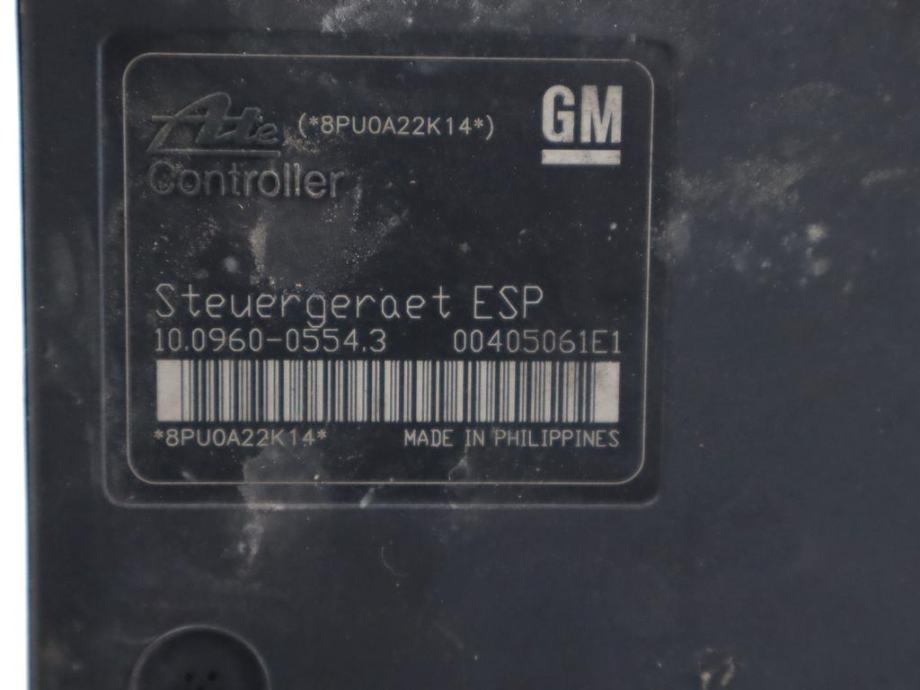 Ate (*8PU0A22K14*) GM
Controller
Steuergeraet ESP
10.0960-0554.3 00405061E1
*8PU0A22K14* MADE IN PHILIPPINES